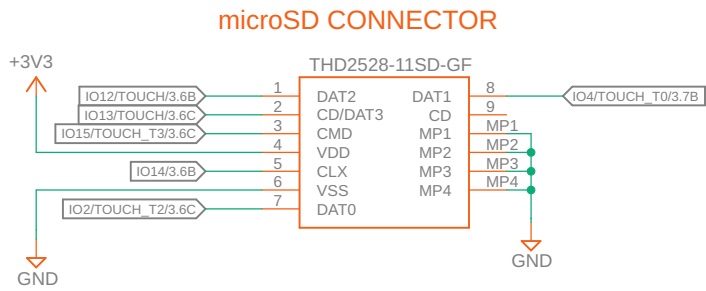 microSD CONNECTOR
THD2528-11SD-GF
+3V3
IO12/TOUCH/3.6B 1 DAT2 DAT1 8 IO4/TOUCH_T0/3.7B
IO13/TOUCH/3.6C 2 CD/DAT3 CD 9
IO15/TOUCH_T3/3.6C 3 CMD MP1 MP1
4 VDD MP2 MP2
IO14/3.6B 5 CLX MP3 MP3
6 VSS MP4 MP4
IO2/TOUCH_T2/3.6C 7 DAT0
GND
GND